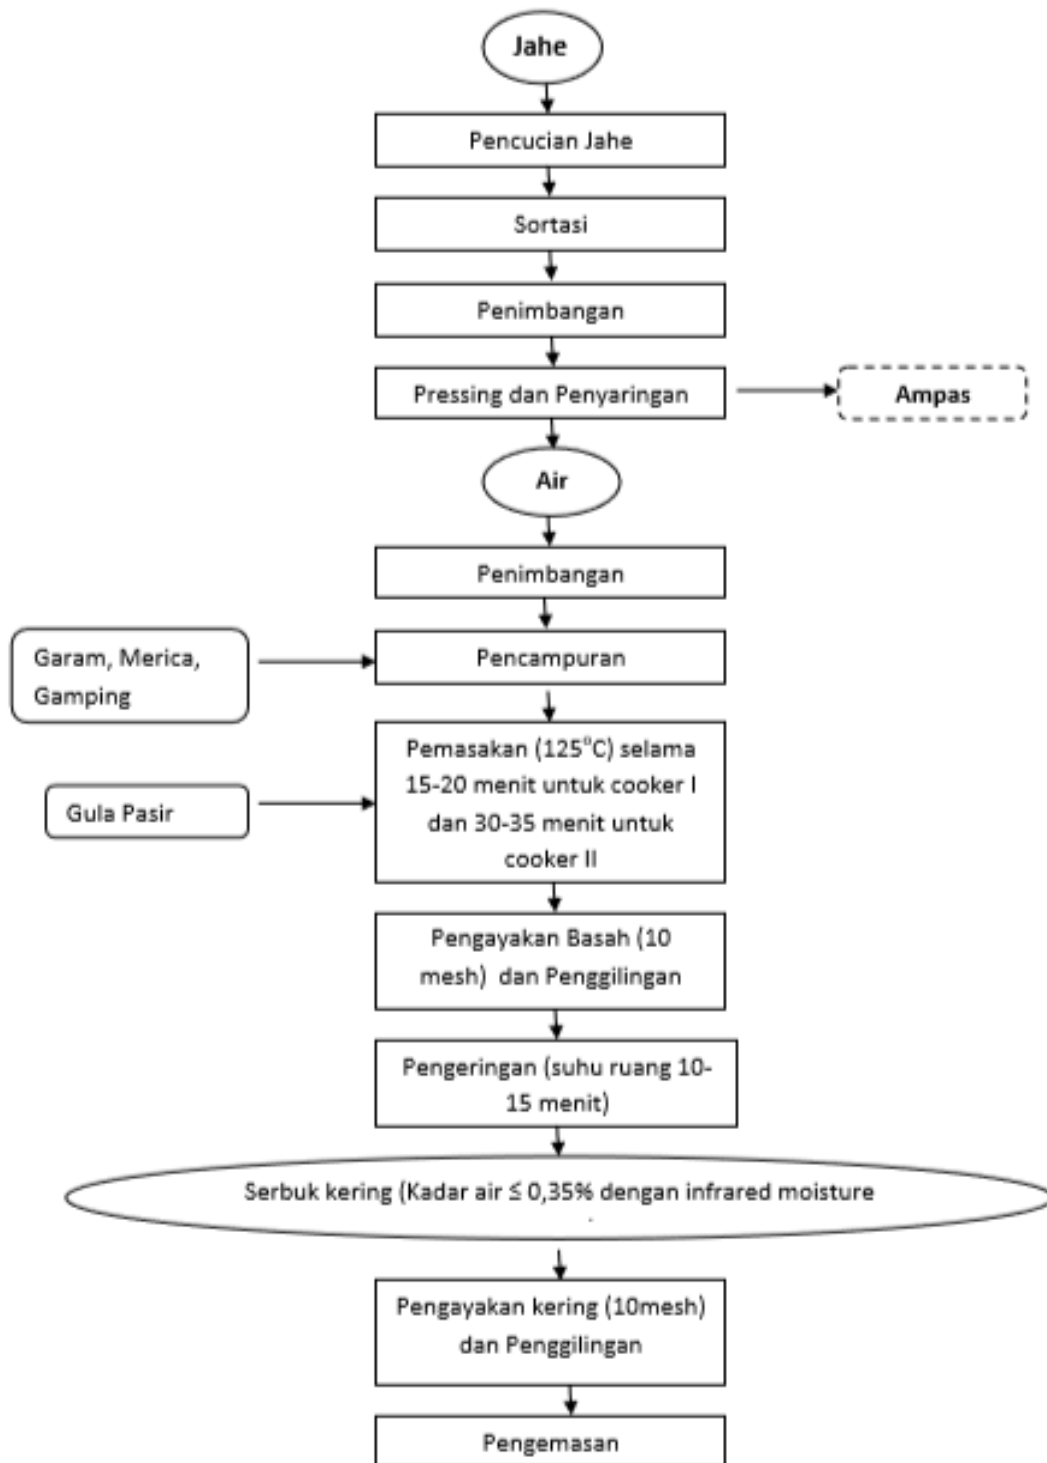 Jahe
Pencucian Jahe
Sortasi
Penimbangan
Pressing dan Penyaringan
Ampas
Air
Penimbangan
Garam, Merica,
Gamping
Pencampuran
Pemasakan (125°C) selama
15-20 menit untuk cooker I
dan 30-35 menit untuk
cooker II
Gula Pasir
Pengayakan Basah (10
mesh) dan Penggilingan
Pengeringan (suhu ruang 10-
15 menit)
Serbuk kering (Kadar air ≤ 0,35% dengan infrared moisture
.
Pengayakan kering (10mesh)
dan Penggilingan
Pengemasan